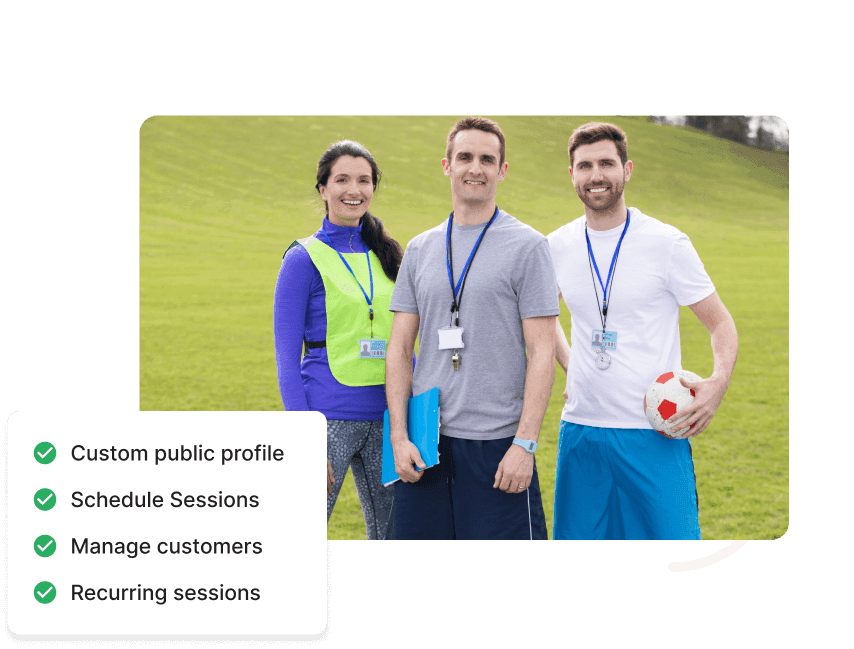 Custom public profile
Schedule Sessions
Manage customers
Recurring sessions